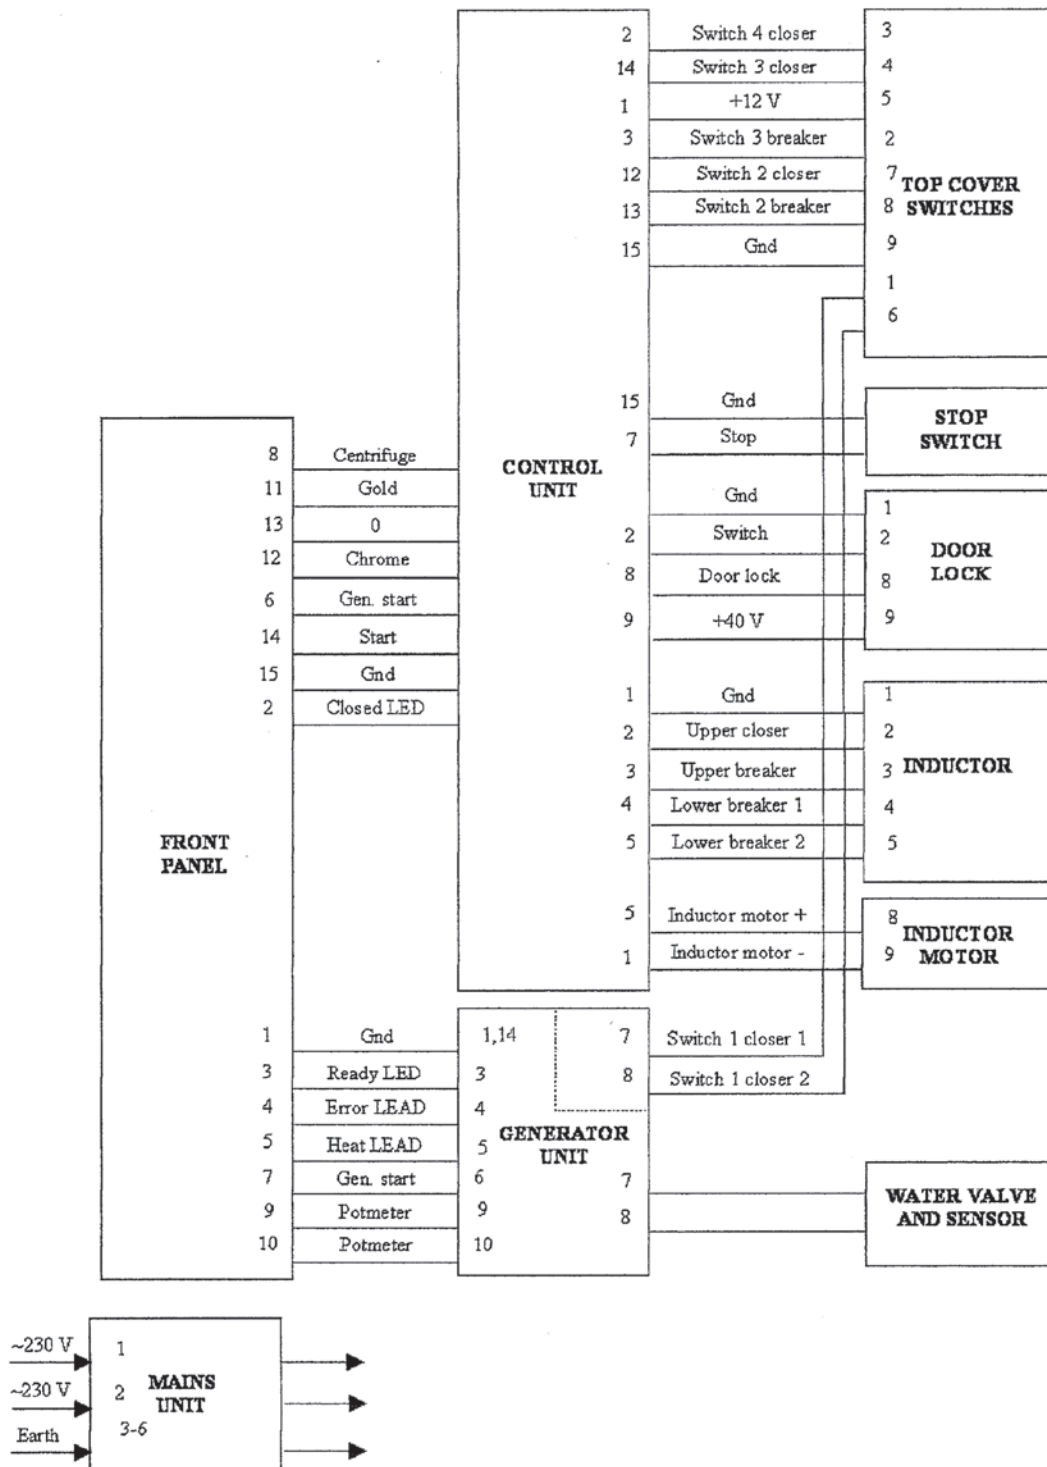 2 Switch 4 closer 3
14 Switch 3 closer 4
1 +12 V 5
3 Switch 3 breaker 2
12 Switch 2 closer 7
TOP COVER
SWITCHES
13 Switch 2 breaker 8
15 Gnd 9
1
6
15 Gnd
7 Stop
STOP
SWITCH
8 Centrifuge
11 Gold
13 0
12 Chrome
6 Gen. start
14 Start
15 Gnd
2 Closed LED
CONTROL
UNIT
Gnd 1
2 Switch 2
8 Door lock 8
9 +40 V 9
DOOR
LOCK
1 Gnd 1
2 Upper closer 2
3 Upper breaker 3
INDUCTOR
4 Lower breaker 1 4
5 Lower breaker 2 5
FRONT
PANEL
5 Inductor motor + 8
1 Inductor motor - 9
INDUCTOR
MOTOR
1 Gnd 1,14
3 Ready LED 3
4 Error LEAD 4
5 Heat LEAD 5
7 Gen. start 6
9 Potmeter 9
10 Potmeter 10
7 Switch 1 closer 1
8 Switch 1 closer 2
GENERATOR
UNIT
7
8
WATER VALVE
AND SENSOR
~230 V 1
~230 V 2
Earth 3-6
MAINS
UNIT